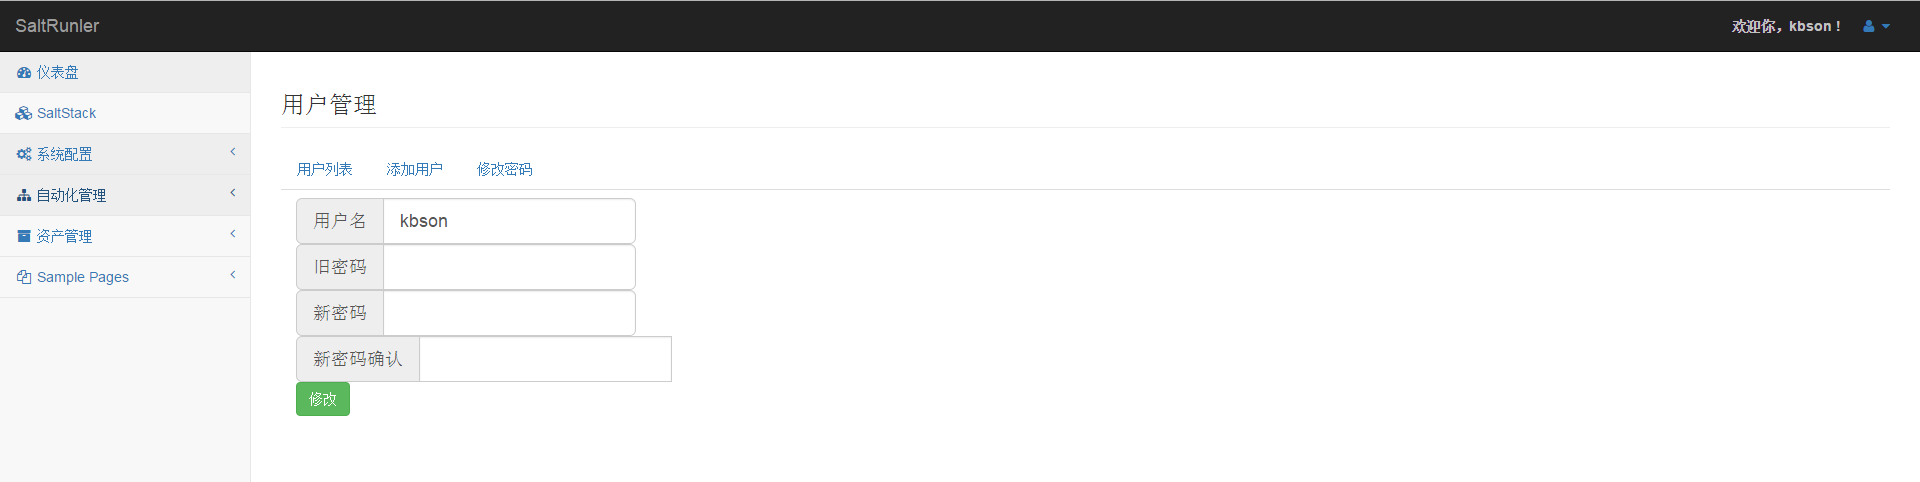 SaltRunler
欢迎你，kbson！
仪表盘
SaltStack
系统配置
自动化管理
资产管理
Sample Pages
用户管理
用户列表 添加用户 修改密码
用户名 kbson
旧密码
新密码
新密码确认
修改